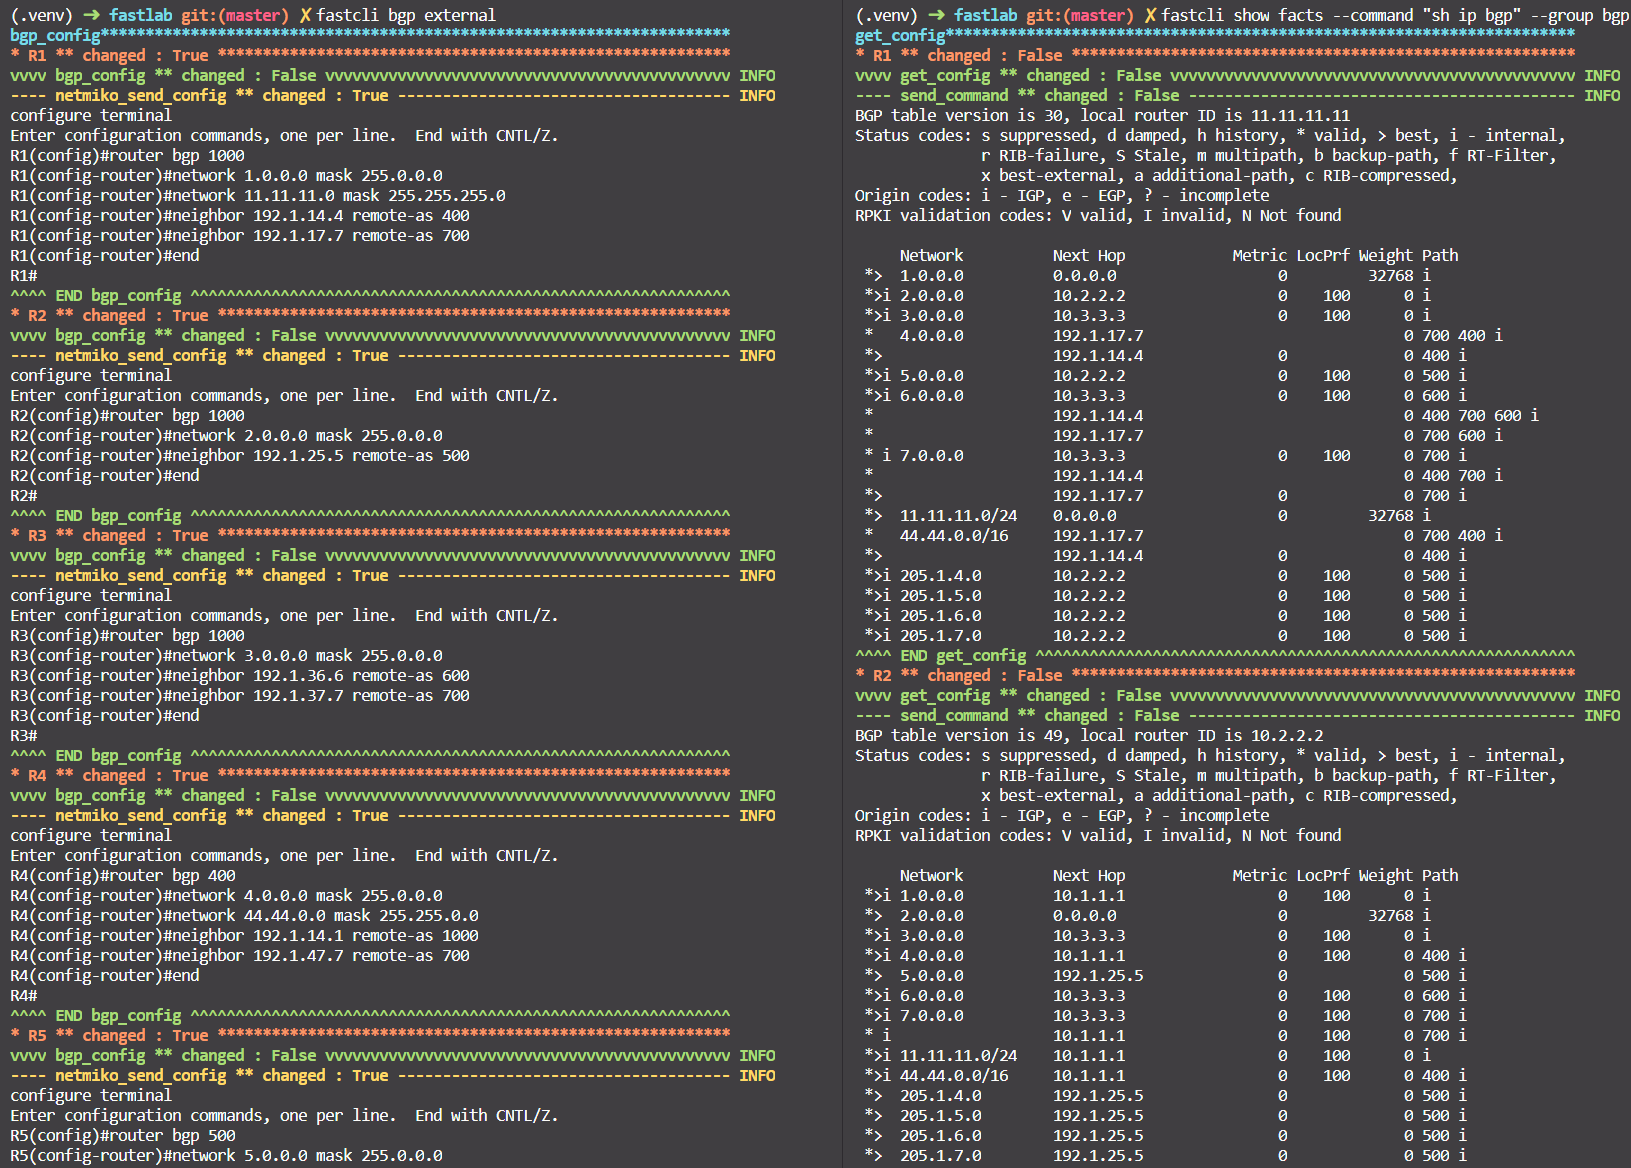 (.venv) ➜ fastlab git:(master) ✗ fastcli bgp external
bgp_config**********************************************************************
* R1 ** changed : True *********************************************************
vvvv bgp_config ** changed : False vvvvvvvvvvvvvvvvvvvvvvvvvvvvvvvvvvvvvvvvvvvvv INFO
---- netmiko_send_config ** changed : True ------------------------------------- INFO
configure terminal
Enter configuration commands, one per line.  End with CNTL/Z.
R1(config)#router bgp 1000
R1(config-router)#network 1.0.0.0 mask 255.0.0.0
R1(config-router)#network 11.11.11.0 mask 255.255.255.0
R1(config-router)#neighbor 192.1.14.4 remote-as 400
R1(config-router)#neighbor 192.1.17.7 remote-as 700
R1(config-router)#end
R1#
^^^^ END bgp_config ^^^^^^^^^^^^^^^^^^^^^^^^^^^^^^^^^^^^^^^^^^^^^^^^^^^^^^^^^^^^
* R2 ** changed : True *********************************************************
vvvv bgp_config ** changed : False vvvvvvvvvvvvvvvvvvvvvvvvvvvvvvvvvvvvvvvvvvvvv INFO
---- netmiko_send_config ** changed : True ------------------------------------- INFO
configure terminal
Enter configuration commands, one per line.  End with CNTL/Z.
R2(config)#router bgp 1000
R2(config-router)#network 2.0.0.0 mask 255.0.0.0
R2(config-router)#neighbor 192.1.25.5 remote-as 500
R2(config-router)#end
R2#
^^^^ END bgp_config ^^^^^^^^^^^^^^^^^^^^^^^^^^^^^^^^^^^^^^^^^^^^^^^^^^^^^^^^^^^^
* R3 ** changed : True *********************************************************
vvvv bgp_config ** changed : False vvvvvvvvvvvvvvvvvvvvvvvvvvvvvvvvvvvvvvvvvvvvv INFO
---- netmiko_send_config ** changed : True ------------------------------------- INFO
configure terminal
Enter configuration commands, one per line.  End with CNTL/Z.
R3(config)#router bgp 1000
R3(config-router)#network 3.0.0.0 mask 255.0.0.0
R3(config-router)#neighbor 192.1.36.6 remote-as 600
R3(config-router)#neighbor 192.1.37.7 remote-as 700
R3(config-router)#end
R3#
^^^^ END bgp_config ^^^^^^^^^^^^^^^^^^^^^^^^^^^^^^^^^^^^^^^^^^^^^^^^^^^^^^^^^^^^
* R4 ** changed : True *********************************************************
vvvv bgp_config ** changed : False vvvvvvvvvvvvvvvvvvvvvvvvvvvvvvvvvvvvvvvvvvvvv INFO
---- netmiko_send_config ** changed : True ------------------------------------- INFO
configure terminal
Enter configuration commands, one per line.  End with CNTL/Z.
R4(config)#router bgp 400
R4(config-router)#network 4.0.0.0 mask 255.0.0.0
R4(config-router)#network 44.44.0.0 mask 255.255.0.0
R4(config-router)#neighbor 192.1.14.1 remote-as 1000
R4(config-router)#neighbor 192.1.47.7 remote-as 700
R4(config-router)#end
R4#
^^^^ END bgp_config ^^^^^^^^^^^^^^^^^^^^^^^^^^^^^^^^^^^^^^^^^^^^^^^^^^^^^^^^^^^^
* R5 ** changed : True *********************************************************
vvvv bgp_config ** changed : False vvvvvvvvvvvvvvvvvvvvvvvvvvvvvvvvvvvvvvvvvvvvv INFO
---- netmiko_send_config ** changed : True ------------------------------------- INFO
configure terminal
Enter configuration commands, one per line.  End with CNTL/Z.
R5(config)#router bgp 500
R5(config-router)#network 5.0.0.0 mask 255.0.0.0
(.venv) ➜ fastlab git:(master) ✗ fastcli show facts --command "sh ip bgp" --group bgp
get_config**********************************************************************
* R1 ** changed : False ********************************************************
vvvv get_config ** changed : False vvvvvvvvvvvvvvvvvvvvvvvvvvvvvvvvvvvvvvvvvvvvv INFO
---- send_command ** changed : False ------------------------------------------- INFO
BGP table version is 30, local router ID is 11.11.11.11
Status codes: s suppressed, d damped, h history, * valid, > best, i - internal,
              r RIB-failure, S Stale, m multipath, b backup-path, f RT-Filter,
              x best-external, a additional-path, c RIB-compressed,
Origin codes: i - IGP, e - EGP, ? - incomplete
RPKI validation codes: V valid, I invalid, N Not found
     Network          Next Hop            Metric LocPrf Weight Path
 *>  1.0.0.0          0.0.0.0                  0         32768 i
 *>i 2.0.0.0          10.2.2.2                 0    100      0 i
 *>i 3.0.0.0          10.3.3.3                 0    100      0 i
 *   4.0.0.0          192.1.17.7                             0 700 400 i
 *>                   192.1.14.4               0             0 400 i
 *>i 5.0.0.0          10.2.2.2                 0    100      0 500 i
 *>i 6.0.0.0          10.3.3.3                 0    100      0 600 i
 *                    192.1.14.4                             0 400 700 600 i
 *                    192.1.17.7                             0 700 600 i
 * i 7.0.0.0          10.3.3.3                 0    100      0 700 i
 *                    192.1.14.4                             0 400 700 i
 *>                   192.1.17.7               0             0 700 i
 *>  11.11.11.0/24    0.0.0.0                  0         32768 i
 *   44.44.0.0/16     192.1.17.7                             0 700 400 i
 *>                   192.1.14.4               0             0 400 i
 *>i 205.1.4.0        10.2.2.2                 0    100      0 500 i
 *>i 205.1.5.0        10.2.2.2                 0    100      0 500 i
 *>i 205.1.6.0        10.2.2.2                 0    100      0 500 i
 *>i 205.1.7.0        10.2.2.2                 0    100      0 500 i
^^^^ END get_config ^^^^^^^^^^^^^^^^^^^^^^^^^^^^^^^^^^^^^^^^^^^^^^^^^^^^^^^^^^^^
* R2 ** changed : False ********************************************************
vvvv get_config ** changed : False vvvvvvvvvvvvvvvvvvvvvvvvvvvvvvvvvvvvvvvvvvvvv INFO
---- send_command ** changed : False ------------------------------------------- INFO
BGP table version is 49, local router ID is 10.2.2.2
Status codes: s suppressed, d damped, h history, * valid, > best, i - internal,
              r RIB-failure, S Stale, m multipath, b backup-path, f RT-Filter,
              x best-external, a additional-path, c RIB-compressed,
Origin codes: i - IGP, e - EGP, ? - incomplete
RPKI validation codes: V valid, I invalid, N Not found
     Network          Next Hop            Metric LocPrf Weight Path
 *>i 1.0.0.0          10.1.1.1                 0    100      0 i
 *>  2.0.0.0          0.0.0.0                  0         32768 i
 *>i 3.0.0.0          10.3.3.3                 0    100      0 i
 *>i 4.0.0.0          10.1.1.1                 0    100      0 400 i
 *>  5.0.0.0          192.1.25.5               0             0 500 i
 *>i 6.0.0.0          10.3.3.3                 0    100      0 600 i
 *>i 7.0.0.0          10.3.3.3                 0    100      0 700 i
 * i                  10.1.1.1                 0    100      0 700 i
 *>i 11.11.11.0/24    10.1.1.1                 0    100      0 i
 *>i 44.44.0.0/16     10.1.1.1                 0    100      0 400 i
 *>  205.1.4.0        192.1.25.5               0             0 500 i
 *>  205.1.5.0        192.1.25.5               0             0 500 i
 *>  205.1.6.0        192.1.25.5               0             0 500 i
 *>  205.1.7.0        192.1.25.5               0             0 500 i